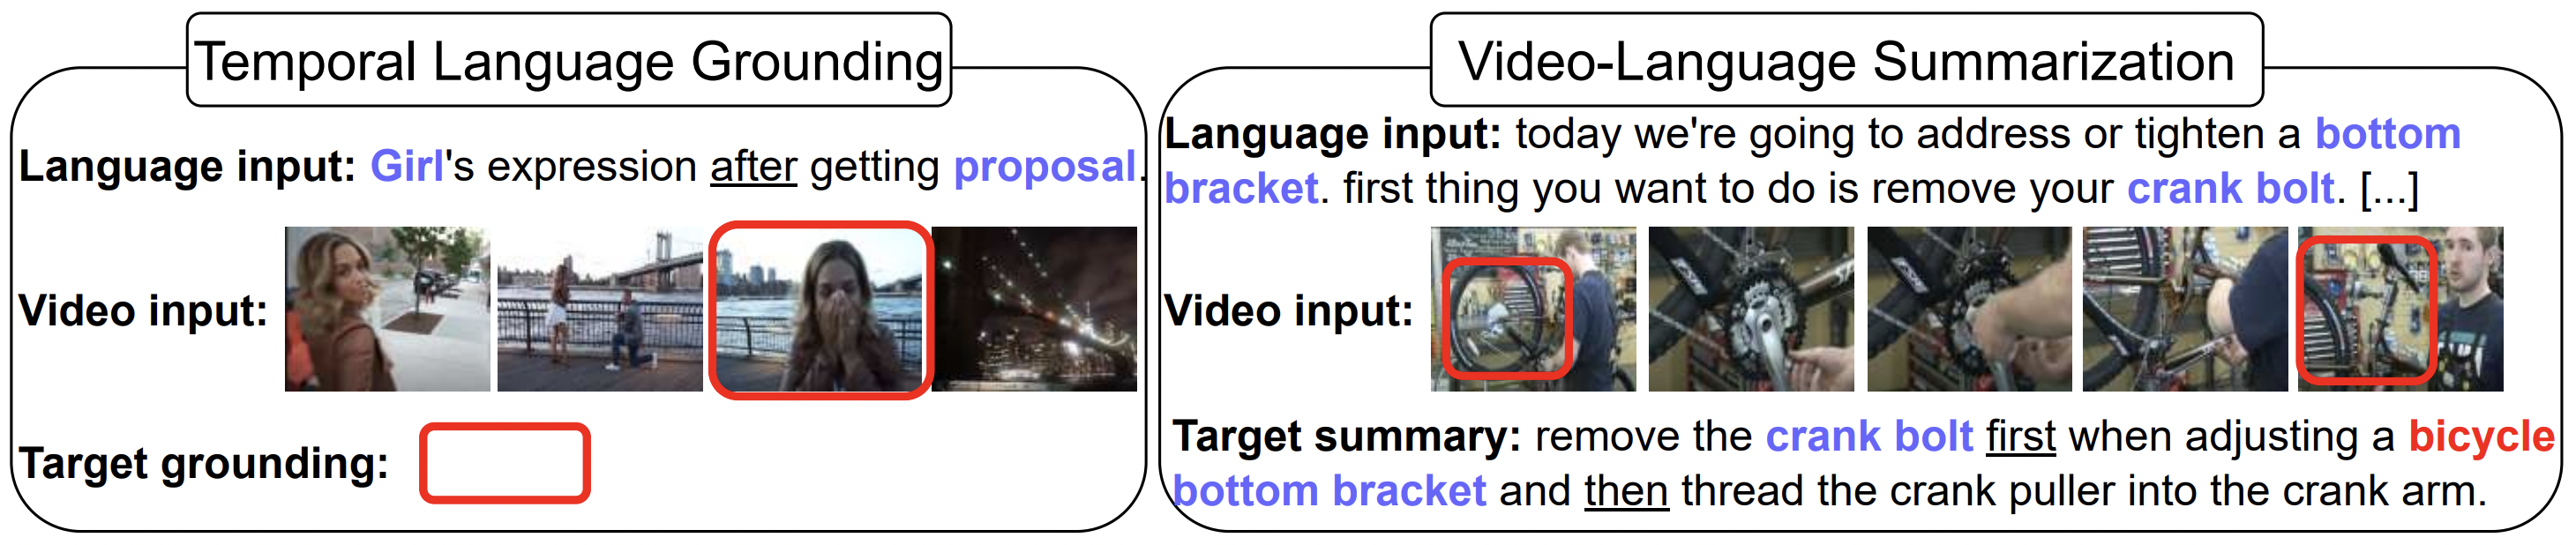 Temporal Language Grounding
Language input: Girl's expression after getting proposal.
Video input:
Target grounding:
Video-Language Summarization
Language input: today we're going to address or tighten a bottom
bracket. first thing you want to do is remove your crank bolt. [...]
Video input:
Target summary: remove the crank bolt first when adjusting a bicycle
bottom bracket and then thread the crank puller into the crank arm.